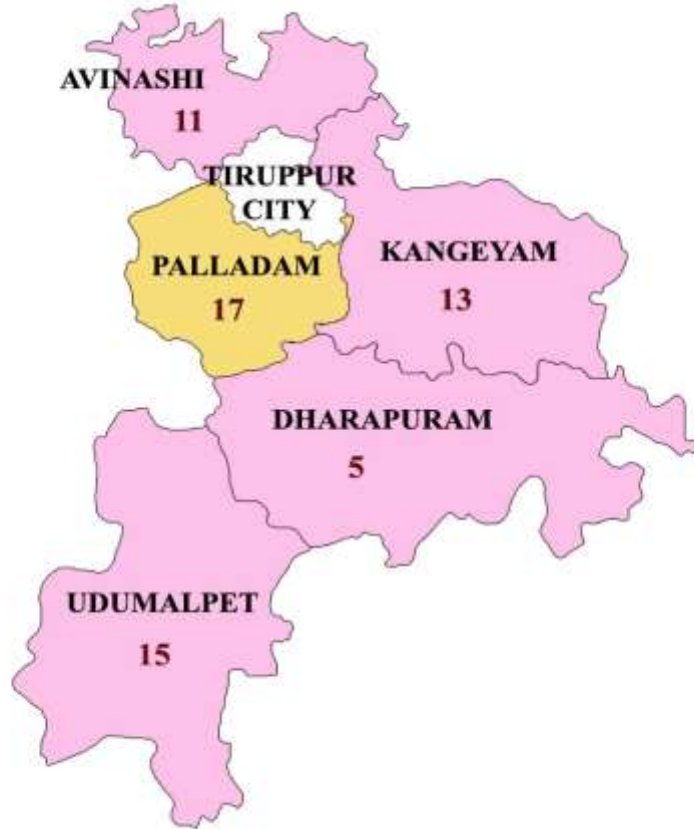 AVINASHI
11
TIRUPPUR
CITY
PALLADAM
17
KANGEYAM
13
DHARAPURAM
5
UDUMALPET
15